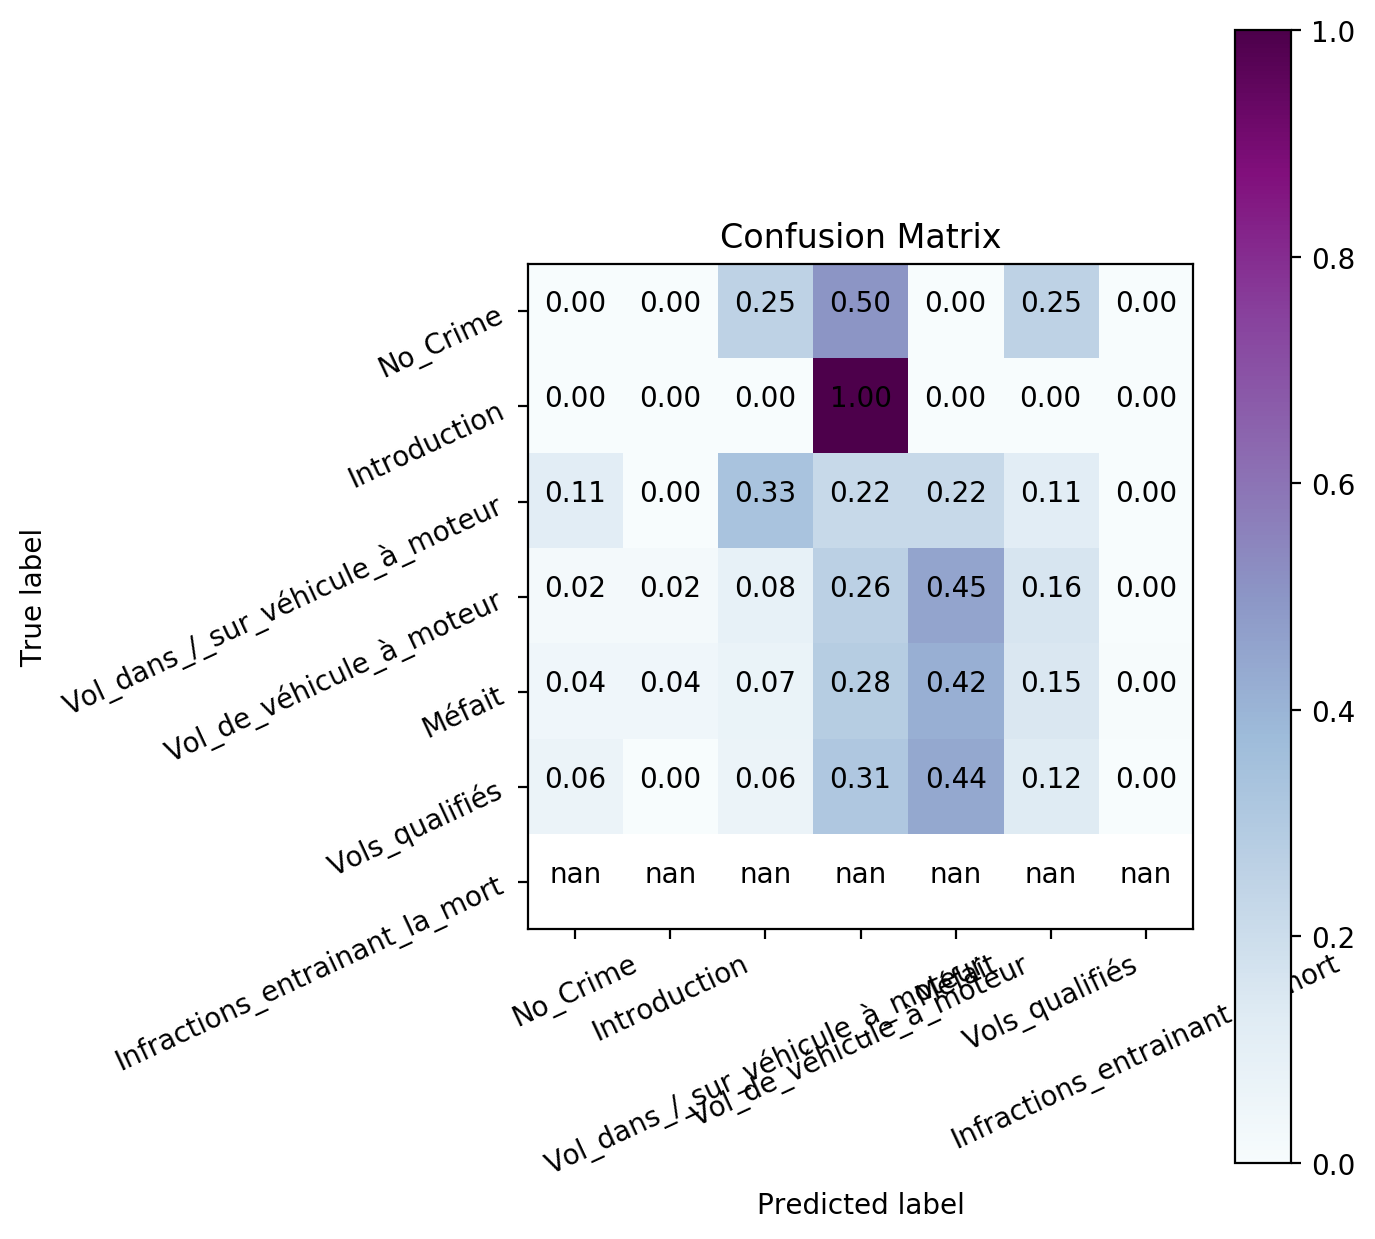 Confusion Matrix
True label
No_Crime 0.00 0.00 0.25 0.50 0.00 0.25 0.00
Introduction 0.00 0.00 0.00 1.00 0.00 0.00 0.00
Vol_dans_/_sur_véhicule_à_moteur 0.11 0.00 0.33 0.22 0.22 0.11 0.00
Vol_de_véhicule_à_moteur 0.02 0.02 0.08 0.26 0.45 0.16 0.00
Méfait 0.04 0.04 0.07 0.28 0.42 0.15 0.00
Vols_qualifiés 0.06 0.00 0.06 0.31 0.44 0.12 0.00
Infractions_entrainant_la_mort nan nan nan nan nan nan nan
No_Crime
Introduction
Vol_dans_/_sur_véhicule_à_moteur
Vol_de_véhicule_à_moteur
Méfait
Vols_qualifiés
Infractions_entrainant mort
Predicted label
1.0
0.8
0.6
0.4
0.2
0.0